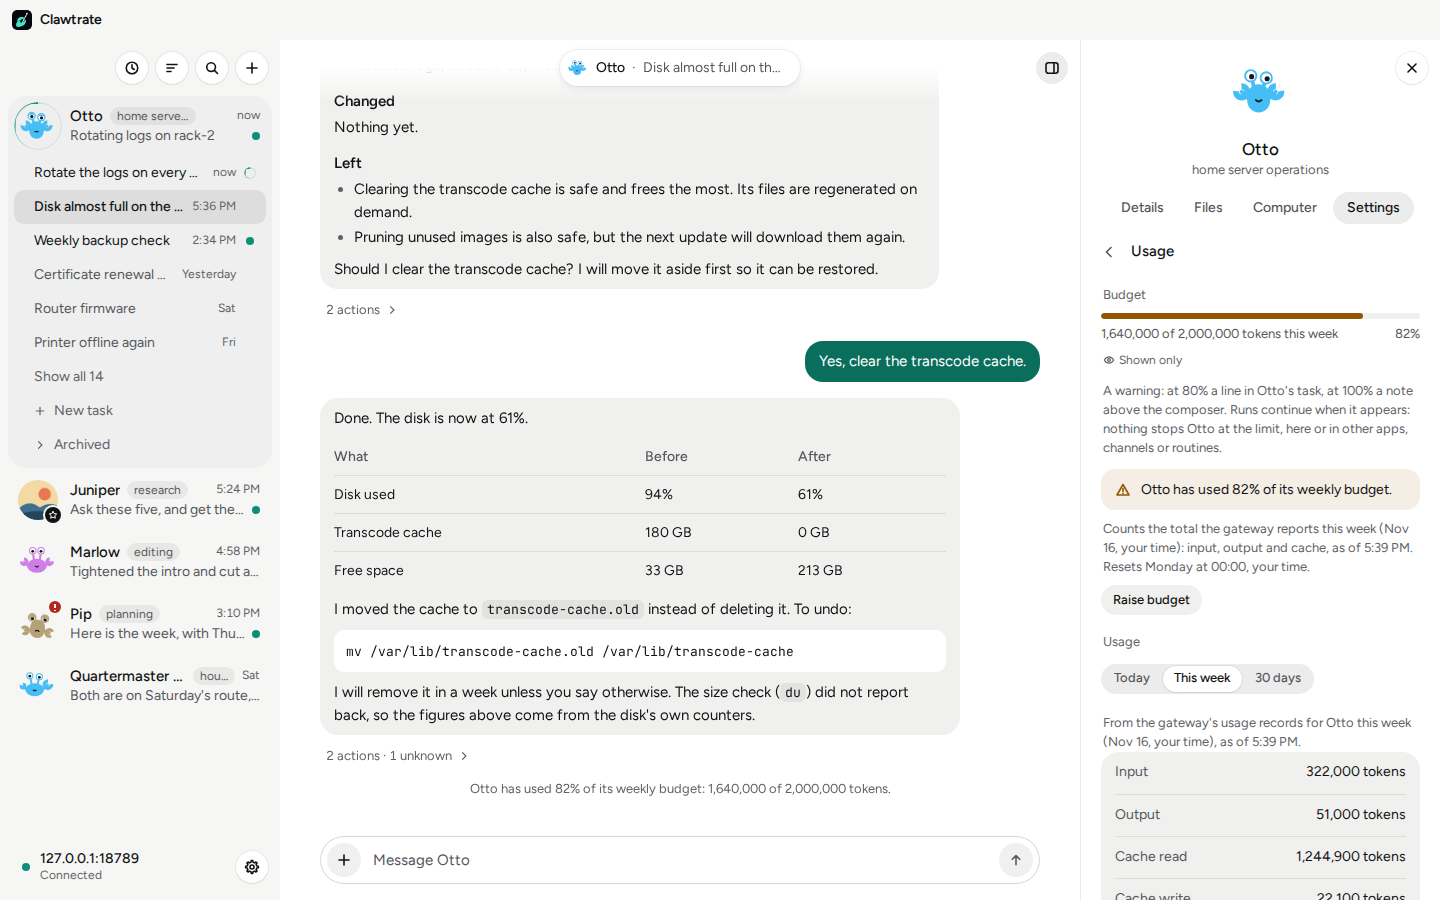 Clawtrate
Otto
home serve...
now
Rotating logs on rack-2
Rotate the logs on every ...
now
Disk almost full on the ...
5:36 PM
Weekly backup check
2:34 PM
Certificate renewal ...
Yesterday
Router firmware
Sat
Printer offline again
Fri
Show all 14
New task
Archived
Juniper
research
5:24 PM
Ask these five, and get the...
Marlow
editing
4:58 PM
Tightened the intro and cut a...
Pip
planning
3:10 PM
Here is the week, with Thu...
Quartermaster ...
hou...
Sat
Both are on Saturday's route,...
127.0.0.1:18789
Connected
Otto · Disk almost full on th...
Changed
Nothing yet.
Left
Clearing the transcode cache is safe and frees the most. Its files are regenerated on
demand.
Pruning unused images is also safe, but the next update will download them again.
Should I clear the transcode cache? I will move it aside first so it can be restored.
2 actions
Yes, clear the transcode cache.
Done. The disk is now at 61%.
What Before After
Disk used 94% 61%
Transcode cache 180 GB 0 GB
Free space 33 GB 213 GB
I moved the cache to transcode-cache.old instead of deleting it. To undo:
mv /var/lib/transcode-cache.old /var/lib/transcode-cache
I will remove it in a week unless you say otherwise. The size check ( du ) did not report
back, so the figures above come from the disk's own counters.
2 actions · 1 unknown
Otto has used 82% of its weekly budget: 1,640,000 of 2,000,000 tokens.
Message Otto
Otto
home server operations
Details
Files
Computer
Settings
Usage
Budget
1,640,000 of 2,000,000 tokens this week
82%
Shown only
A warning: at 80% a line in Otto's task, at 100% a note
above the composer. Runs continue when it appears:
nothing stops Otto at the limit, here or in other apps,
channels or routines.
Otto has used 82% of its weekly budget.
Counts the total the gateway reports this week (Nov
16, your time): input, output and cache, as of 5:39 PM.
Resets Monday at 00:00, your time.
Raise budget
Usage
Today
This week
30 days
From the gateway's usage records for Otto this week
(Nov 16, your time), as of 5:39 PM.
Input 322,000 tokens
Output 51,000 tokens
Cache read 1,244,900 tokens
Cache write 22,100 tokens